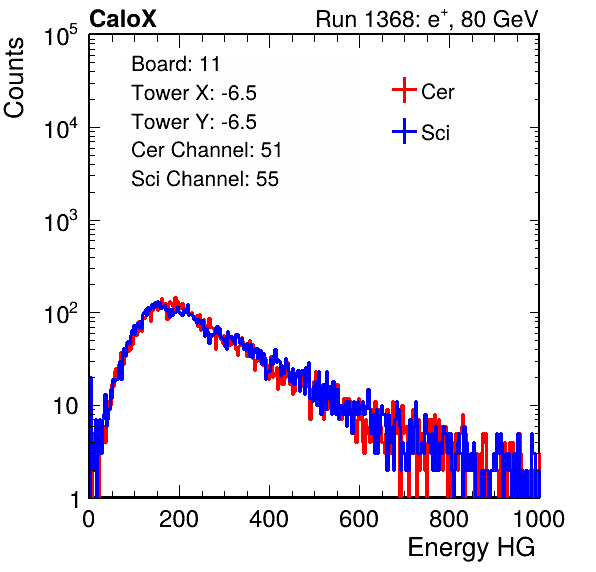 CaloX Run 1368: e⁺, 80 GeV
Counts
Board: 11
Tower X: -6.5
Tower Y: -6.5
Cer Channel: 51
Sci Channel: 55
Cer
Sci
10⁵
10⁴
10³
10²
10
1
0 200 400 600 800 1000
Energy HG